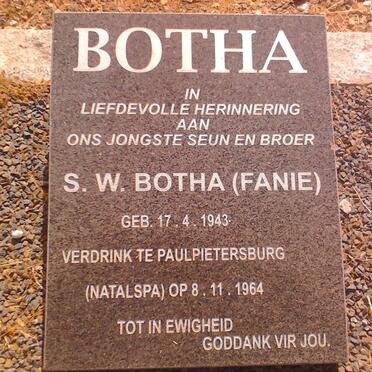 BOTHA
IN
LIEFDEVOLLE HERINNERING
AAN
ONS JONGSTE SEUN EN BROER
S. W. BOTHA (FANIE)
GEB. 17. 4. 1943
VERDRINK TE PAULPIETERSBURG
(NATALSPA) OP 8. 11. 1964
TOT IN EWIGHEID
GODDANK VIR JOU.